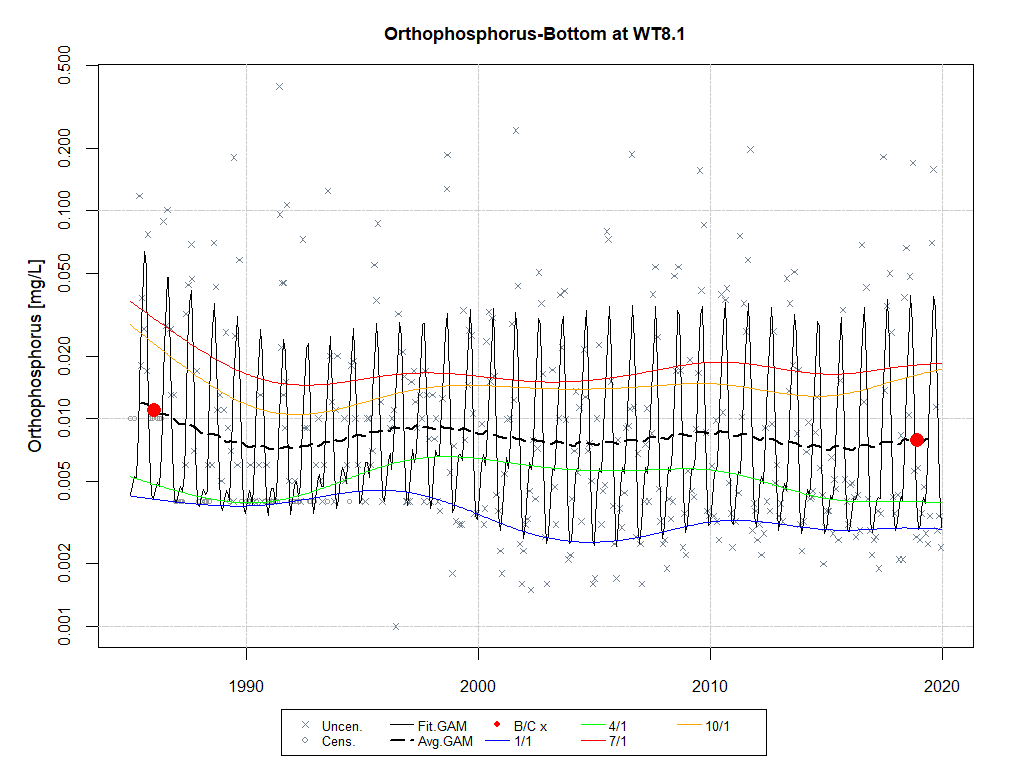 Orthophosphorus-Bottom at WT8.1
Orthophosphorus [mg/L]
0.500
0.200
0.100
0.050
0.020
0.010
0.005
0.002
0.001
1990 2000 2010 2020
Uncen. Fit.GAM B/C x 4/1 10/1
Cens. Avg.GAM 1/1 7/1